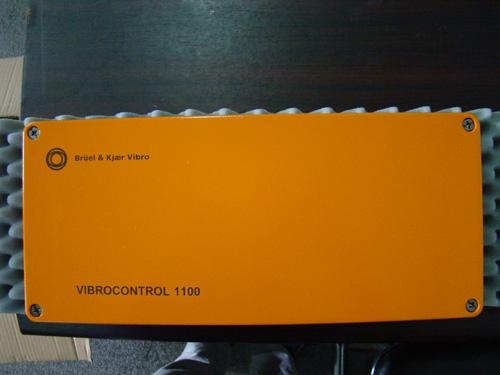 Brüel & Kjær Vibro
VIBROCONTROL 1100